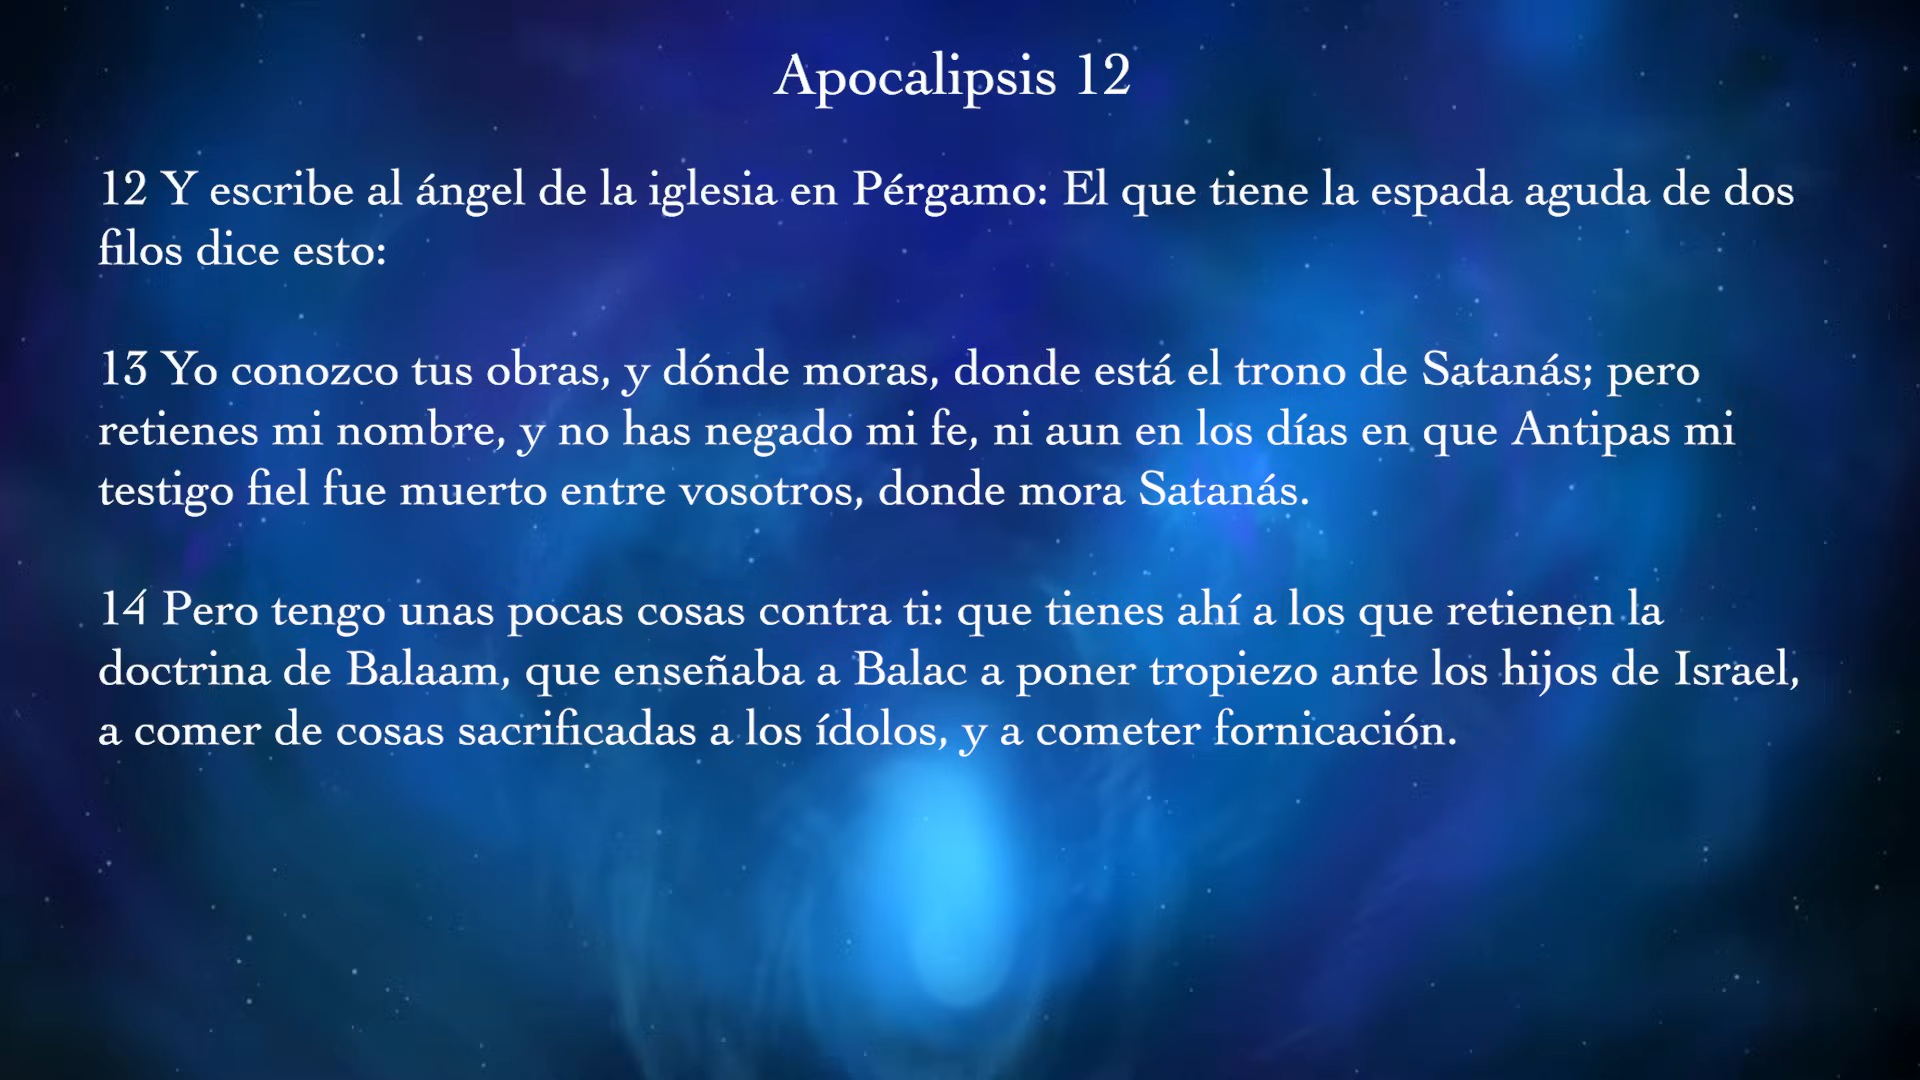 Apocalipsis 12
12 Y escribe al ángel de la iglesia en Pérgamo: El que tiene la espada aguda de dos
filos dice esto:
13 Yo conozco tus obras, y dónde moras, donde está el trono de Satanás; pero
retienes mi nombre, y no has negado mi fe, ni aun en los días en que Antipas mi
testigo fiel fue muerto entre vosotros, donde mora Satanás.
14 Pero tengo unas pocas cosas contra ti: que tienes ahí a los que retienen la
doctrina de Balaam, que enseñaba a Balac a poner tropiezo ante los hijos de Israel,
a comer de cosas sacrificadas a los ídolos, y a cometer fornicación.